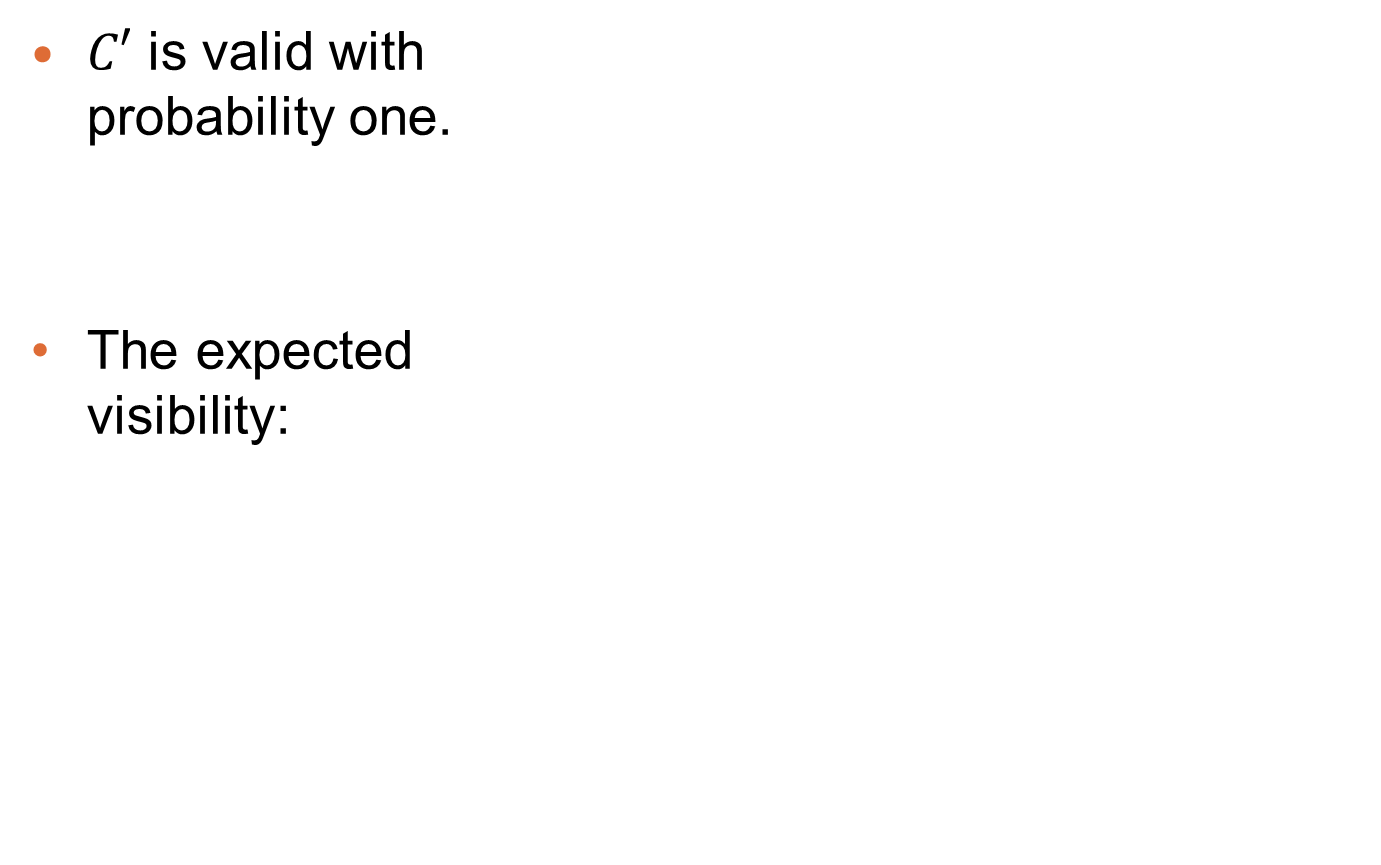 • 𝐶′ is valid with
probability one.
• The expected
visibility: